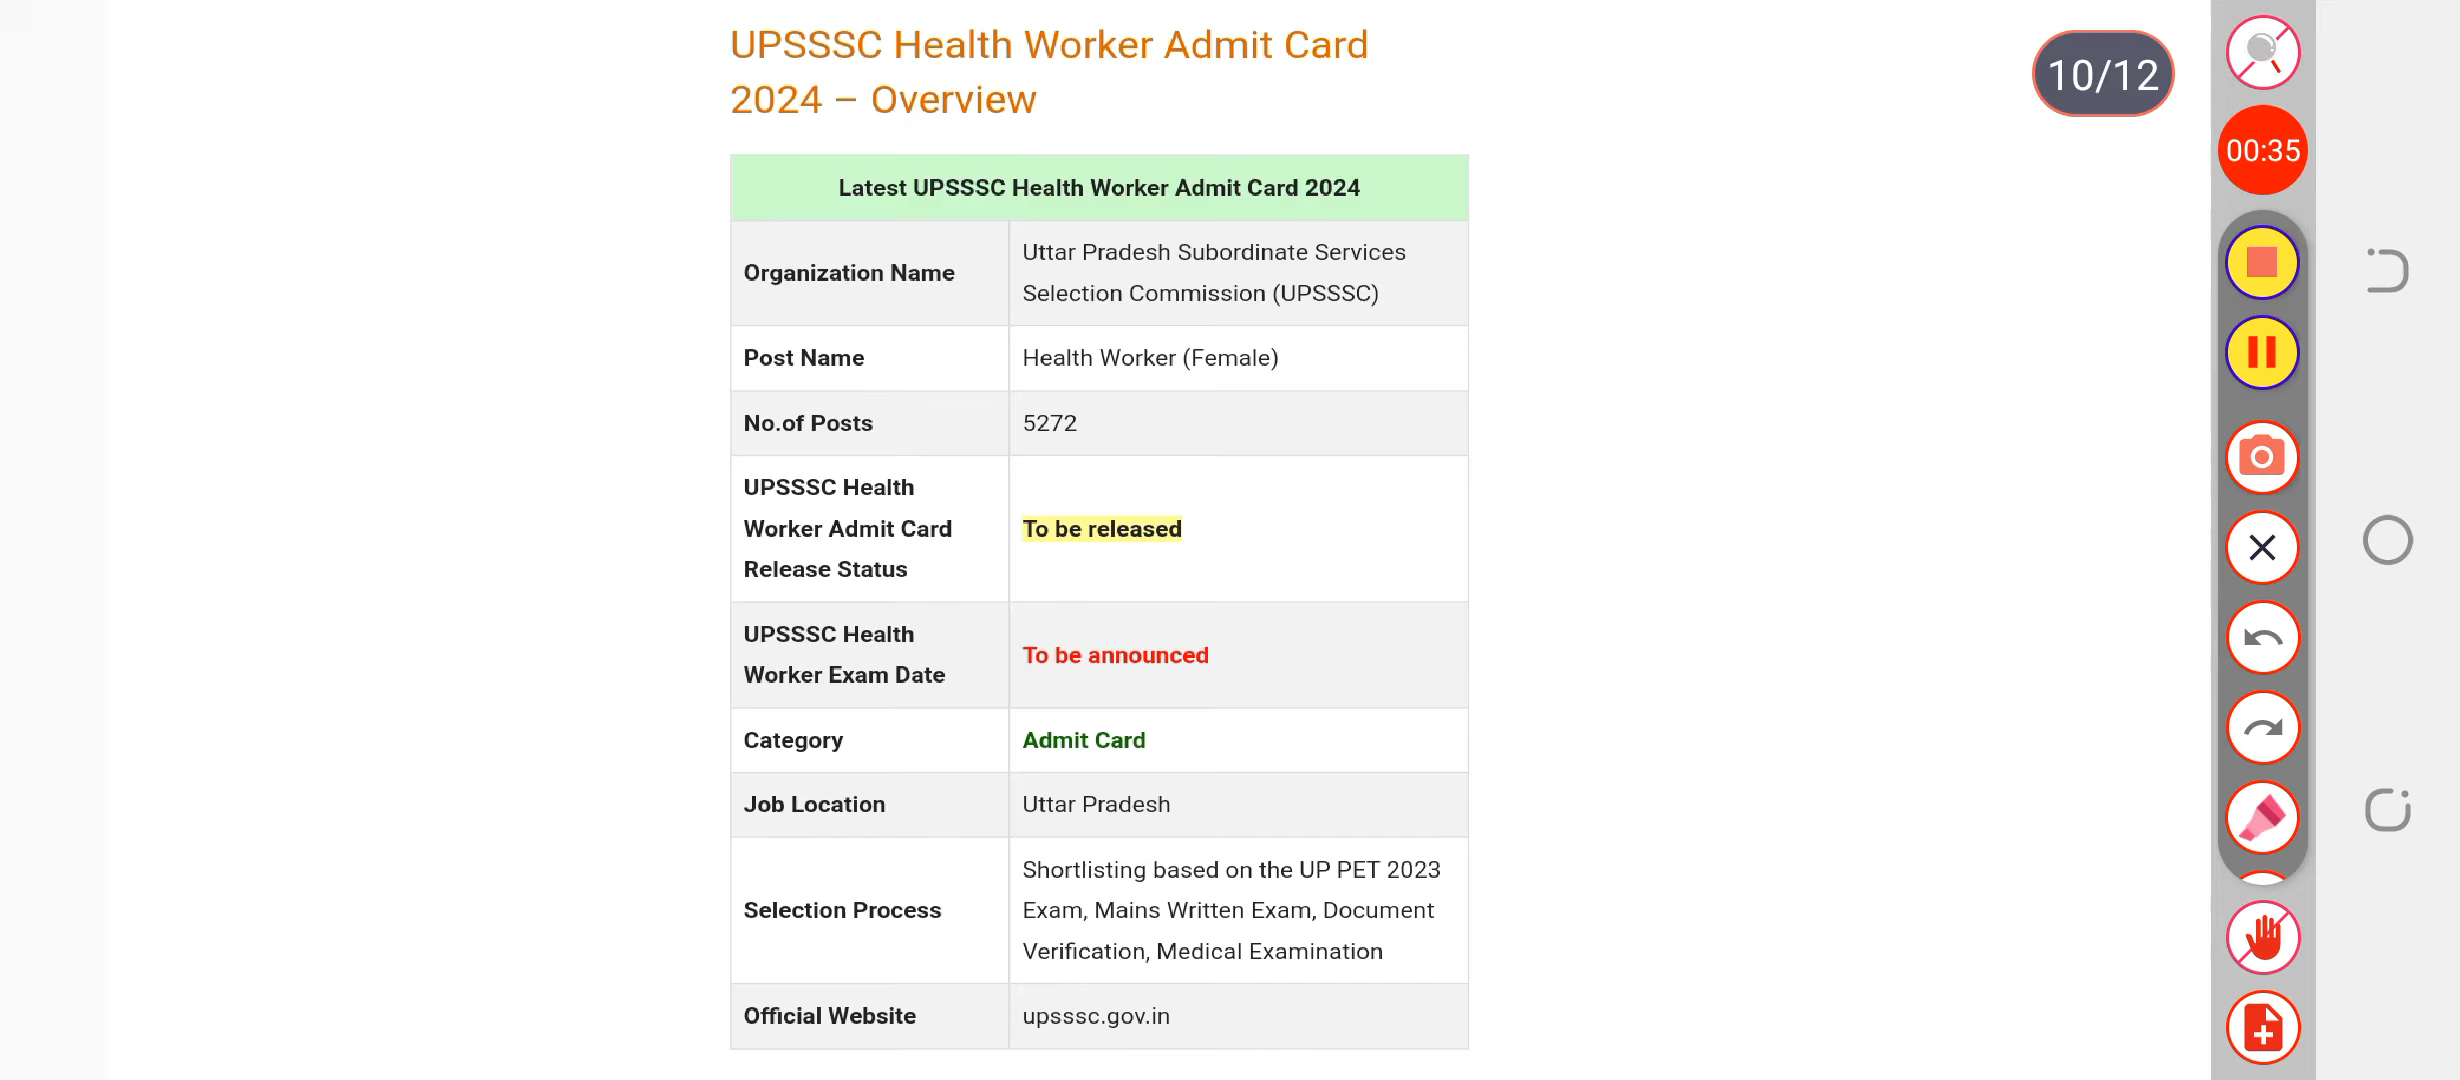 UPSSSC Health Worker Admit Card
2024 – Overview
10/12
00:35
Latest UPSSSC Health Worker Admit Card 2024
Organization Name
Uttar Pradesh Subordinate Services
Selection Commission (UPSSSC)
Post Name
Health Worker (Female)
No.of Posts
5272
UPSSSC Health
Worker Admit Card
Release Status
To be released
UPSSSC Health
Worker Exam Date
To be announced
Category
Admit Card
Job Location
Uttar Pradesh
Selection Process
Shortlisting based on the UP PET 2023
Exam, Mains Written Exam, Document
Verification, Medical Examination
Official Website
upsssc.gov.in